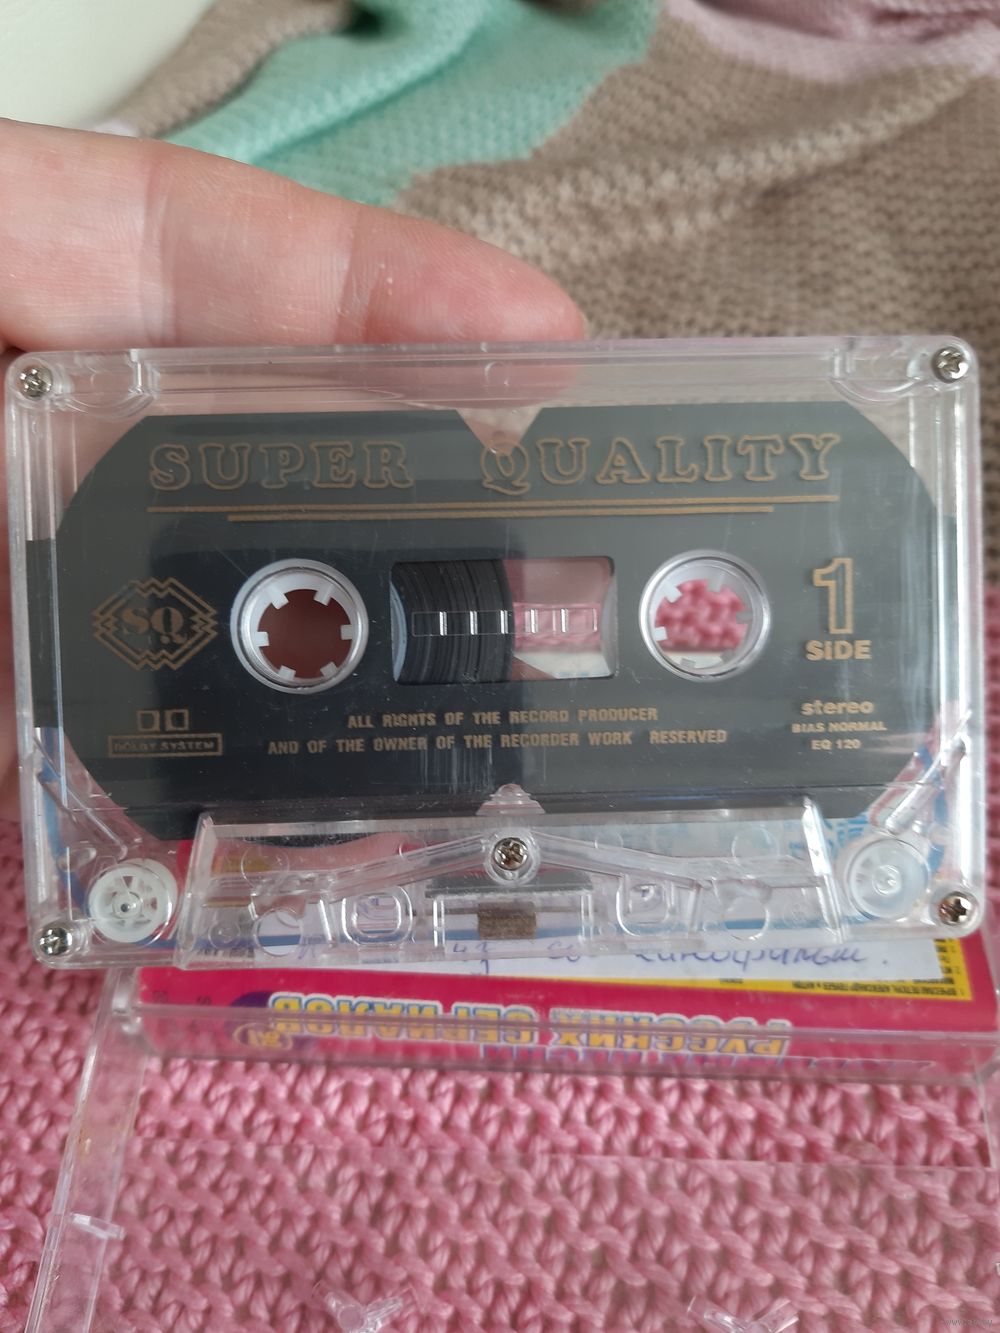 SUPER QUALITY
SQ
1
SIDE
stereo
BIAS NORMAL
EQ 120
DOLBY SYSTEM
ALL RIGHTS OF THE RECORD PRODUCER
AND OF THE OWNER OF THE RECORDER WORK RESERVED
РУССКИХ СЕРИАЛОВ